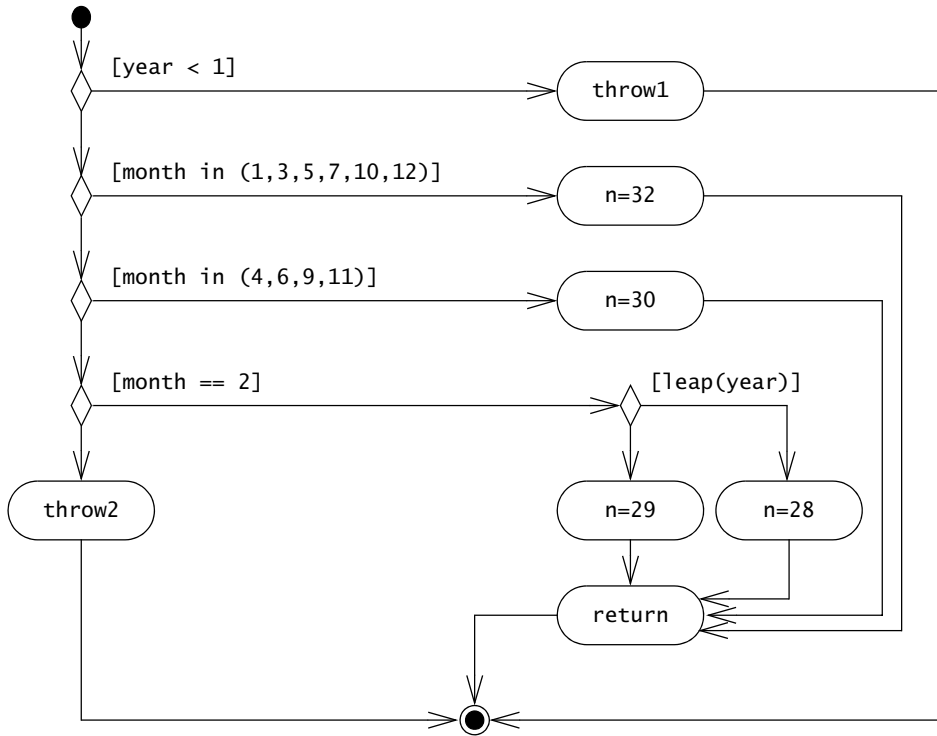 [year < 1]
throw1
[month in (1,3,5,7,10,12)]
n=32
[month in (4,6,9,11)]
n=30
[month == 2]
[leap(year)]
throw2
n=29
n=28
return